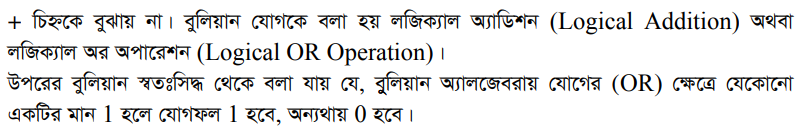 + চিহ্নকে বুঝায় না। বুলিয়ান যোগকে বলা হয় লজিক্যাল অ্যাডিশন (Logical Addition) অথবা
লজিক্যাল অর অপারেশন (Logical OR Operation)।
উপরের বুলিয়ান স্বতঃসিদ্ধ থেকে বলা যায় যে, বুলিয়ান অ্যালজেবরায় যোগের (OR) ক্ষেত্রে যেকোনো
একটির মান 1 হলে যোগফল 1 হবে, অন্যথায় 0 হবে।